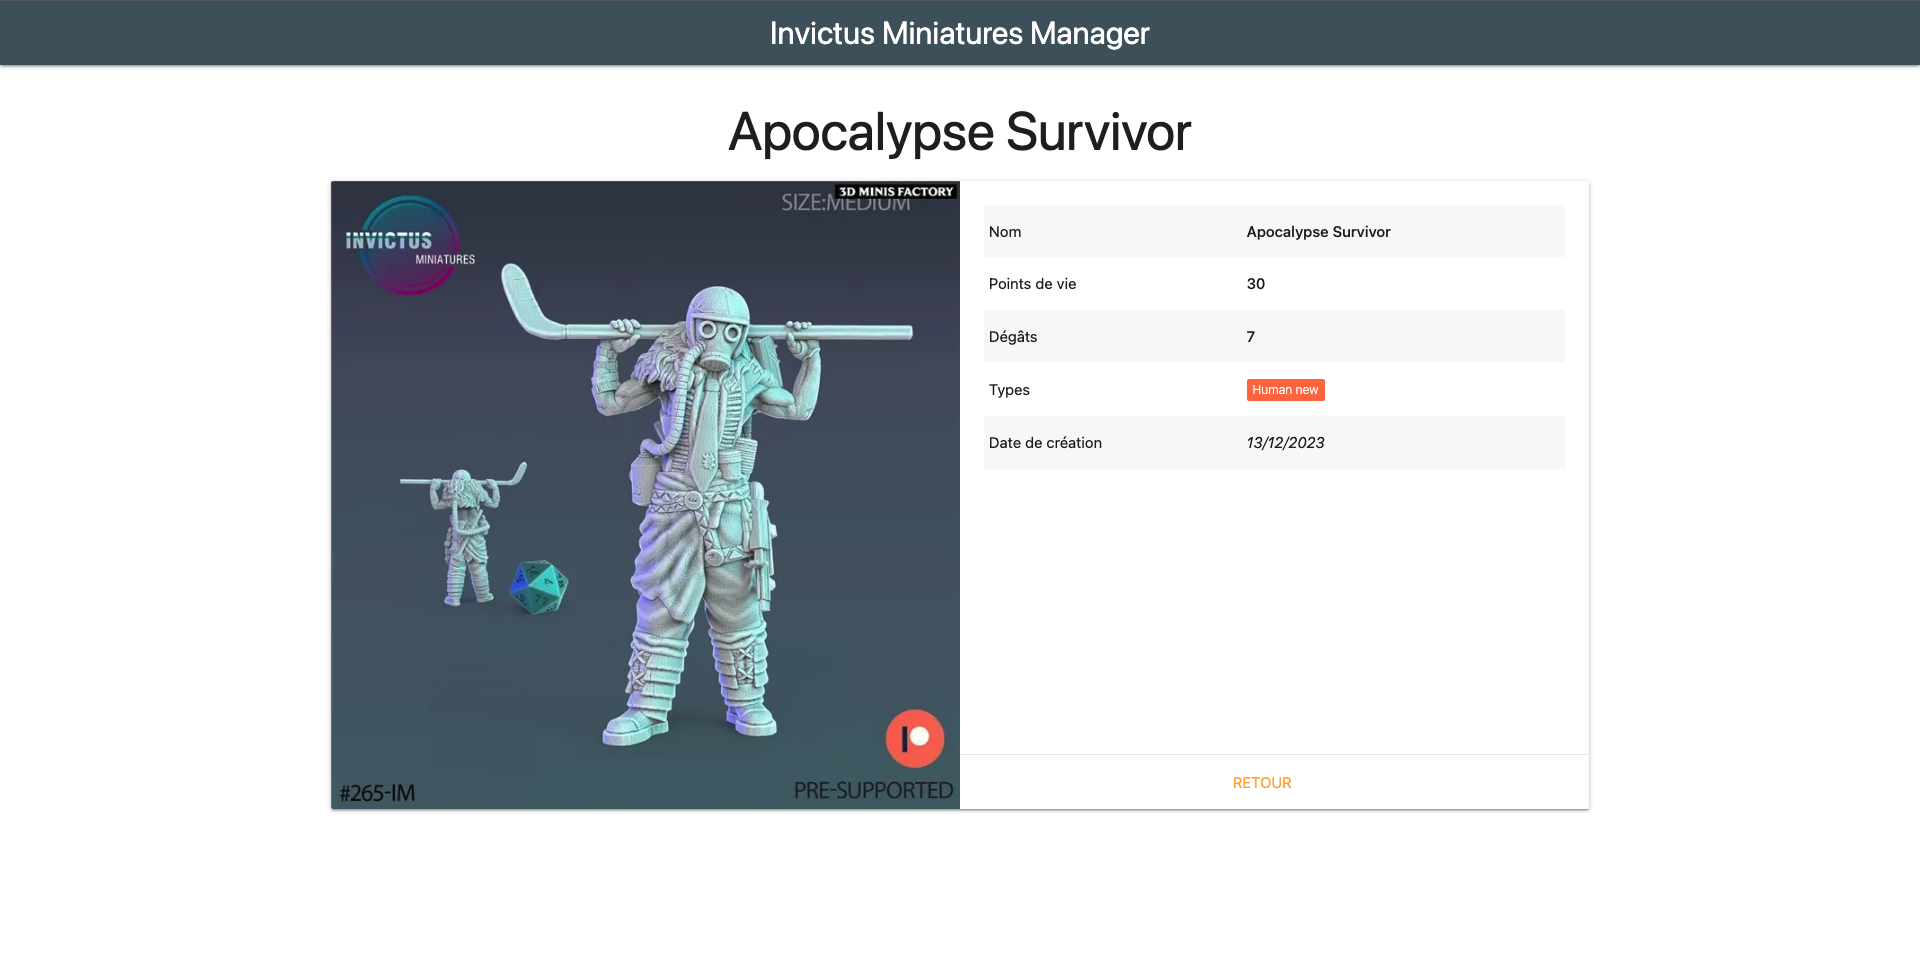 Invictus Miniatures Manager
Apocalypse Survivor
3D MINIS FACTORY
SIZE:MEDIUM
INVICTUS
MINIATURES
#265-IM
PRE-SUPPORTED
Nom Apocalypse Survivor
Points de vie 30
Dégâts 7
Types Human new
Date de création 13/12/2023
RETOUR